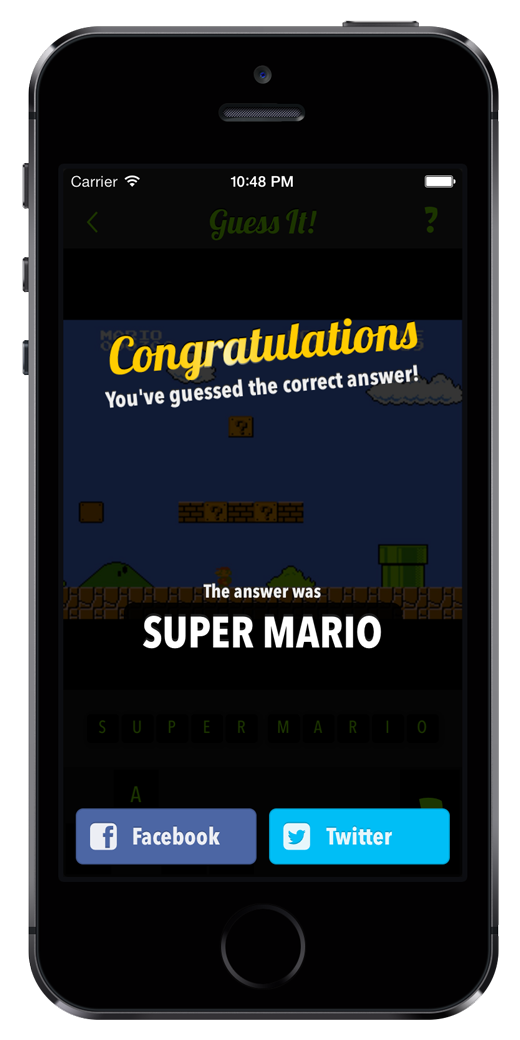 Carrier 10:48 PM
Guess It! ?
MARIO
Congratulations
You've guessed the correct answer!
?
? ?
The answer was
SUPER MARIO
S U P E R M A R I O
A
Facebook Twitter